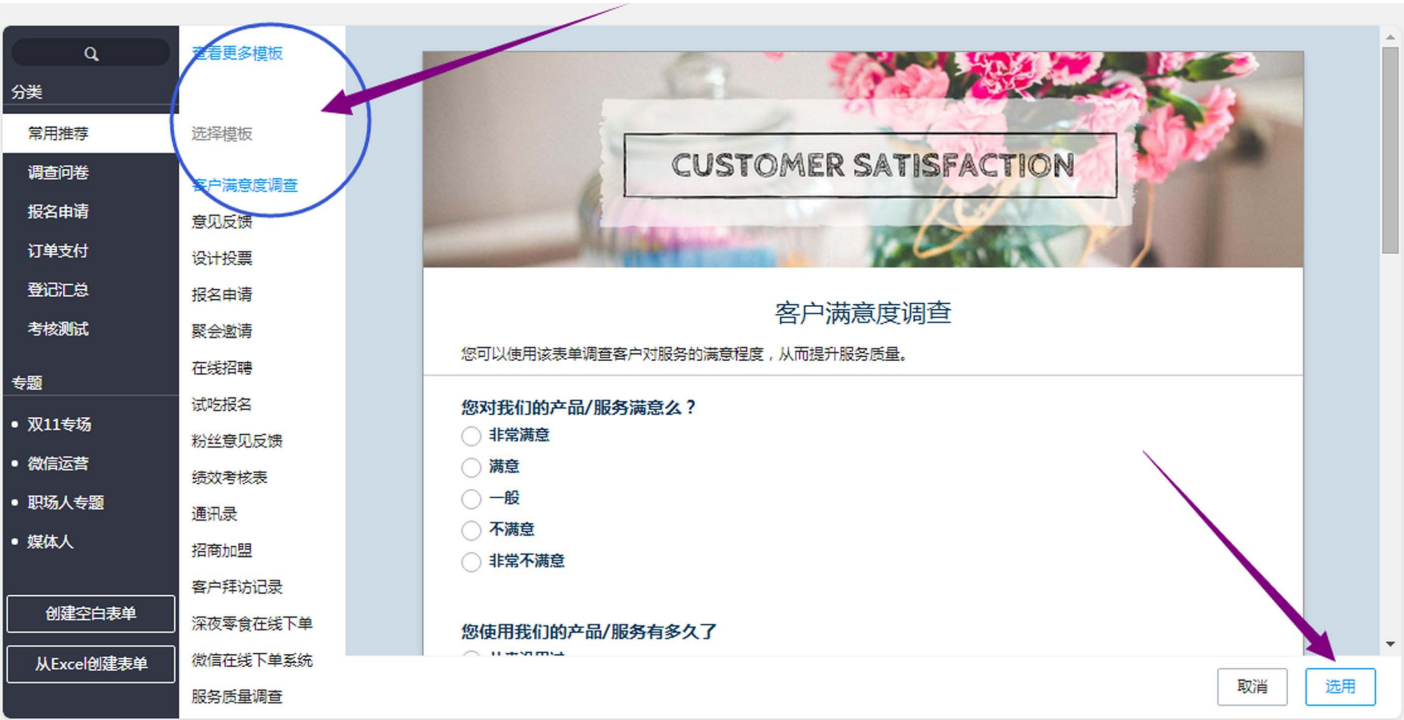 分类
常用推荐
调查问卷
报名申请
订单支付
登记汇总
考核测试
专题
双11专场
微信运营
职场人专题
媒体人
创建空白表单
从Excel创建表单
查看更多模板
选择模板
客户满意度调查
意见反馈
设计投票
报名申请
聚会邀请
在线招聘
试吃报名
粉丝意见反馈
绩效考核表
通讯录
招商加盟
客户拜访记录
深夜零食在线下单
微信在线下单系统
服务质量调查
CUSTOMER SATISFACTION
客户满意度调查
您可以使用该表单调查客户对服务的满意程度，从而提升服务质量。
您对我们的产品/服务满意么？
非常满意
满意
一般
不满意
非常不满意
您使用我们的产品/服务有多久了
取消
选用